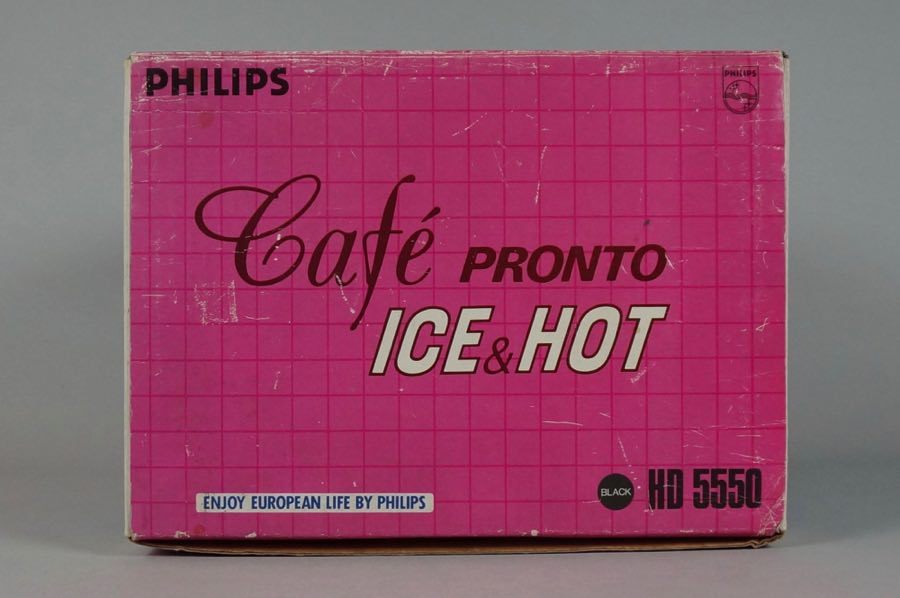 PHILIPS
PHILIPS
Café PRONTO
ICE & HOT
ENJOY EUROPEAN LIFE BY PHILIPS
BLACK HD 5550